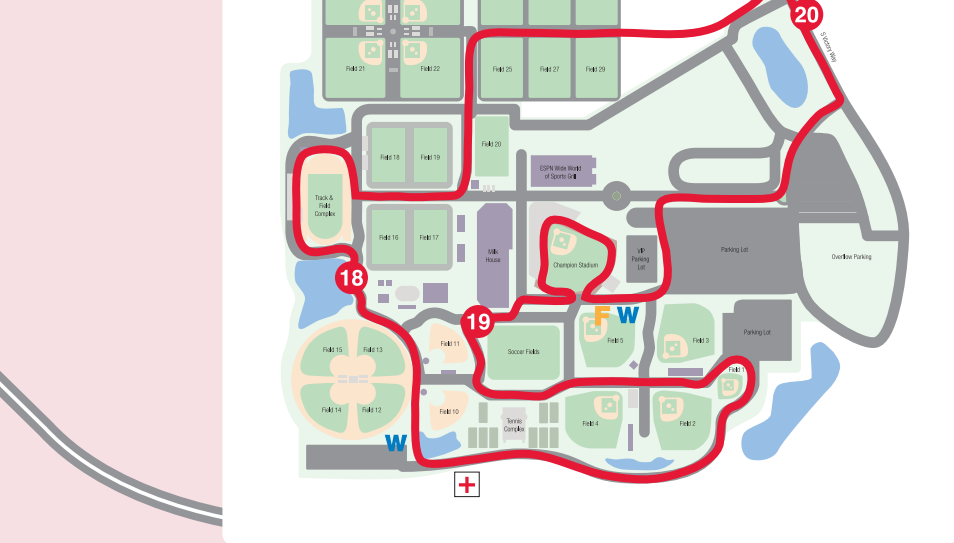 20
S Victory Way
Field 21
Field 22
Field 25
Field 27
Field 29
Field 18
Field 19
Field 20
ESPN Wide World
of Sports Grill
Track &
Field
Complex
Field 16
Field 17
Milk
House
Champion Stadium
VIP
Parking
Lot
Parking Lot
Overflow Parking
18
19
F
W
Field 15
Field 13
Field 11
Soccer Fields
Field 5
Field 3
Parking Lot
Field 1
Field 14
Field 12
Field 10
Tennis
Complex
Field 4
Field 2
W